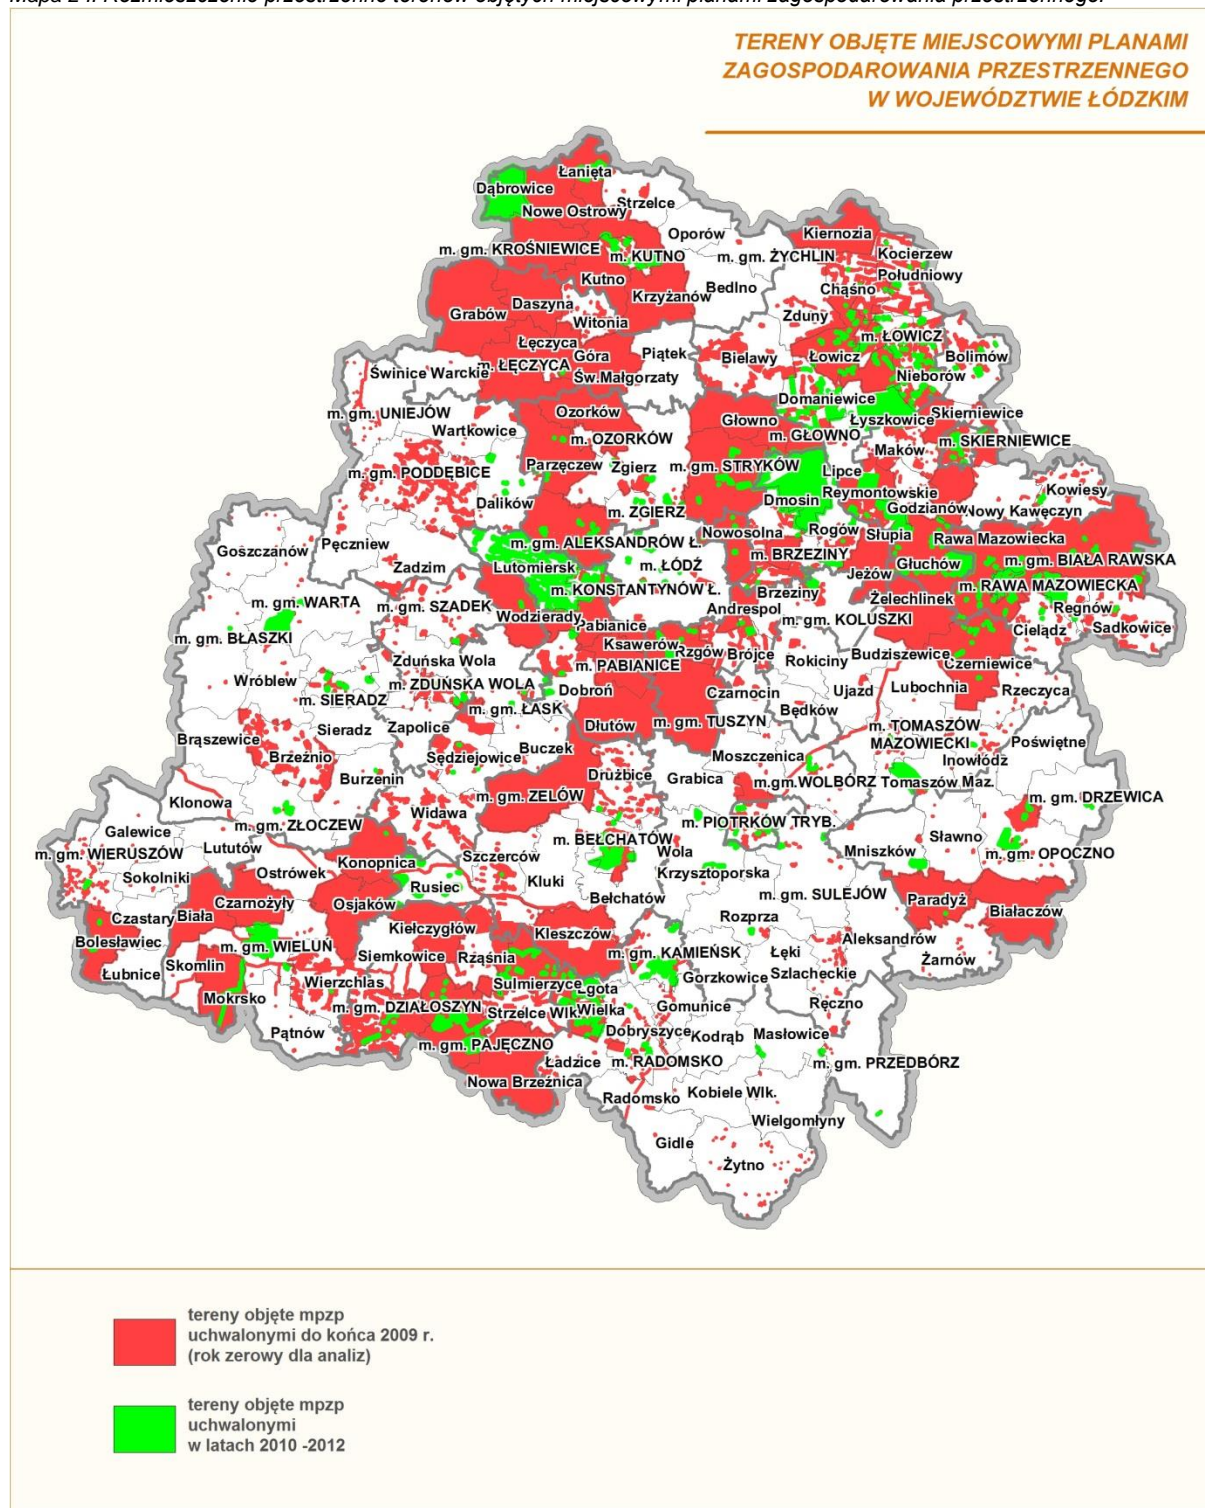 Mapa 24. Rozmieszczenie przestrzenne terenów objętych miejscowymi planami zagospodarowania przestrzennego.
TERENY OBJĘTE MIEJSCOWYMI PLANAMI
ZAGOSPODAROWANIA PRZESTRZENNEGO
W WOJEWÓDZTWIE ŁÓDZKIM
Łanięta
Dąbrowice
Strzelce
Nowe Ostrowy
Oporów
Kiernozia
m. gm. KROŚNIEWICE
m. KUTNO
m. gm. ŻYCHLIN
Kocierzew
Południowy
Kutno
Bedlno
Chąśno
Daszyna
Krzyżanów
Grabów
Witonia
Zduny
m. ŁOWICZ
Łęczyca
Góra
Św.Małgorzaty
Piątek
Bielawy
Łowicz
Bolimów
m. ŁĘCZYCA
Świnice Warckie
Nieborów
Domaniewice
m. gm. UNIEJÓW
Ozorków
Głowno
Łyszkowice
Skierniewice
Wartkowice
m. OZORKÓW
m. GŁOWNO
m. SKIERNIEWICE
Maków
m. gm. PODDĘBICE
Parzęczew
Zgierz
m. gm. STRYKÓW
Lipce
Reymontowskie
Kowiesy
Dalików
m. ZGIERZ
Dmosin
Godzianów
Nowy Kawęczyn
Nowosolna
Rogów
Słupia
Rawa Mazowiecka
Goszczanów
Pęczniew
m. gm. ALEKSANDRÓW Ł.
m. BRZEZINY
m. gm. BIAŁA RAWSKA
Zadzim
Lutomiersk
m. ŁÓDŹ
Jeżów
Głuchów
m. RAWA MAZOWIECKA
m. gm. WARTA
m. gm. SZADEK
m. KONSTANTYNÓW Ł.
Brzeziny
Żelechlinek
Regnów
Wodzierady
Andrespol
m. gm. KOLUSZKI
Cielądz
Sadkowice
m. gm. BŁASZKI
Pabianice
Ksawerów
Rzgów
Brójce
Budziszewice
Zduńska Wola
m. PABIANICE
Rokiciny
Czerniewice
Wróblew
m. ZDUŃSKA WOLA
Dobroń
Czarnocin
Ujazd
Lubochnia
Rzeczyca
m. SIERADZ
m. gm. ŁASK
Będków
Sieradz
Zapolice
Dłutów
m. gm. TUSZYN
m. TOMASZÓW
MAZOWIECKI
Brąszewice
Buczek
Moszczenica
Poświętne
Brzeźnio
Sędziejowice
Inowłódz
Burzenin
Drużbice
Grabica
m.gm.WOLBÓRZ
Tomaszów Maz.
Klonowa
m. gm. ZELÓW
m. gm. DRZEWICA
Widawa
m. gm. ZŁOCZEW
m. PIOTRKÓW TRYB.
Galewice
Lututów
m. BEŁCHATÓW
Sławno
m. gm. WIERUSZÓW
Konopnica
Szczerców
Wola
Krzysztoporska
Mniszków
m. gm. OPOCZNO
Sokolniki
Ostrówek
Rusiec
Kluki
Bełchatów
m. gm. SULEJÓW
Czarnożyły
Osjaków
Paradyż
Białaczów
Czastary
Biała
Rozprza
Bolesławiec
Kiełczygłów
Kleszczów
Aleksandrów
m. gm. WIELUŃ
Siemkowice
Rząśnia
m. gm. KAMIEŃSK
Łęki
Szlacheckie
Żarnów
Łubnice
Skomlin
Wierzchlas
Sulmierzyce
Gorzkowice
Mokrsko
m. gm. DZIAŁOSZYN
Strzelce Wlk.
Lgota
Wielka
Gomunice
Ręczno
Pątnów
Dobryszyce
Kodrąb
Masłowice
m. gm. PAJĘCZNO
Ładzice
m. RADOMSKO
m. gm. PRZEDBÓRZ
Nowa Brzeźnica
Radomsko
Kobiele Wlk.
Wielgomłyny
Gidle
Żytno
tereny objęte mpzp
uchwalonymi do końca 2009 r.
(rok zerowy dla analiz)
tereny objęte mpzp
uchwalonymi
w latach 2010 -2012